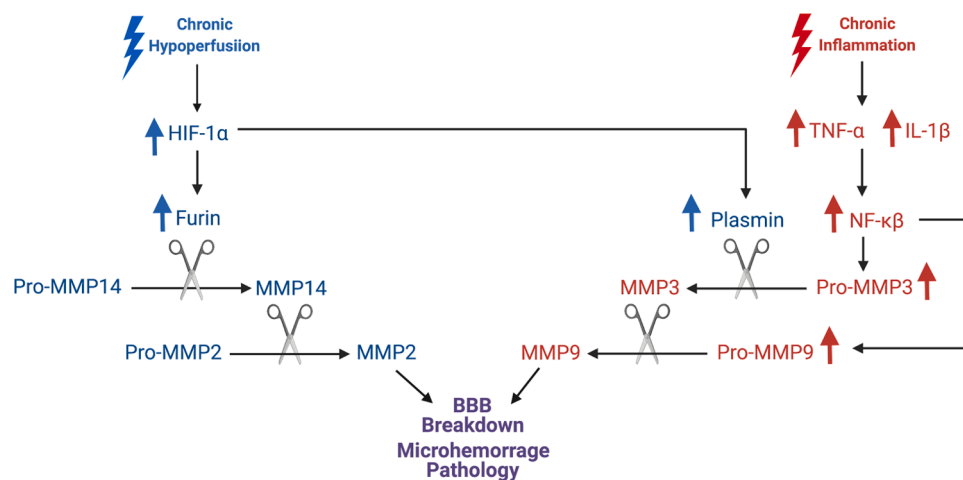 Chronic
Hypoperfusiion
Chronic
Inflammation
HIF-1α
TNF-α
IL-1β
Furin
Plasmin
NF-κβ
Pro-MMP14
MMP14
MMP3
Pro-MMP3
Pro-MMP2
MMP2
MMP9
Pro-MMP9
BBB
Breakdown
Microhemorrage
Pathology